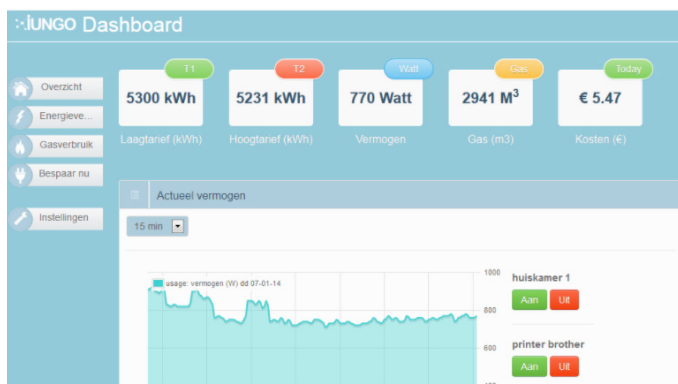 iUNGO Dashboard
T1
T2
Watt
Gas
Today
5300 kWh
5231 kWh
770 Watt
2941 M³
€ 5.47
Laagtarief (kWh)
Hoogtarief (kWh)
Vermogen
Gas (m3)
Kosten (€)
Overzicht
Energieve...
Gasverbruik
Bespaar nu
Instellingen
Actueel vermogen
15 min
usage: vermogen (W) dd 07-01-14
1000
800
600
huiskamer 1
Aan
Uit
printer brother
Aan
Uit